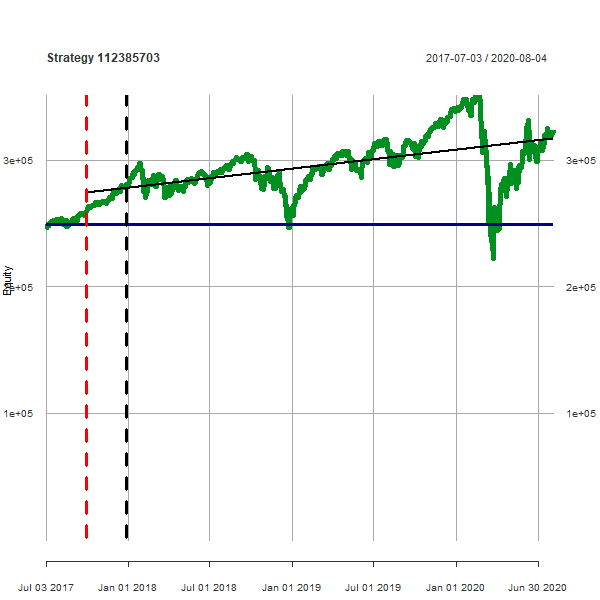 Strategy 112385703
2017-07-03 / 2020-08-04
3e+05
3e+05
Equity
2e+05
2e+05
1e+05
1e+05
Jul 03 2017
Jan 01 2018
Jul 01 2018
Jan 01 2019
Jul 01 2019
Jan 01 2020
Jun 30 2020